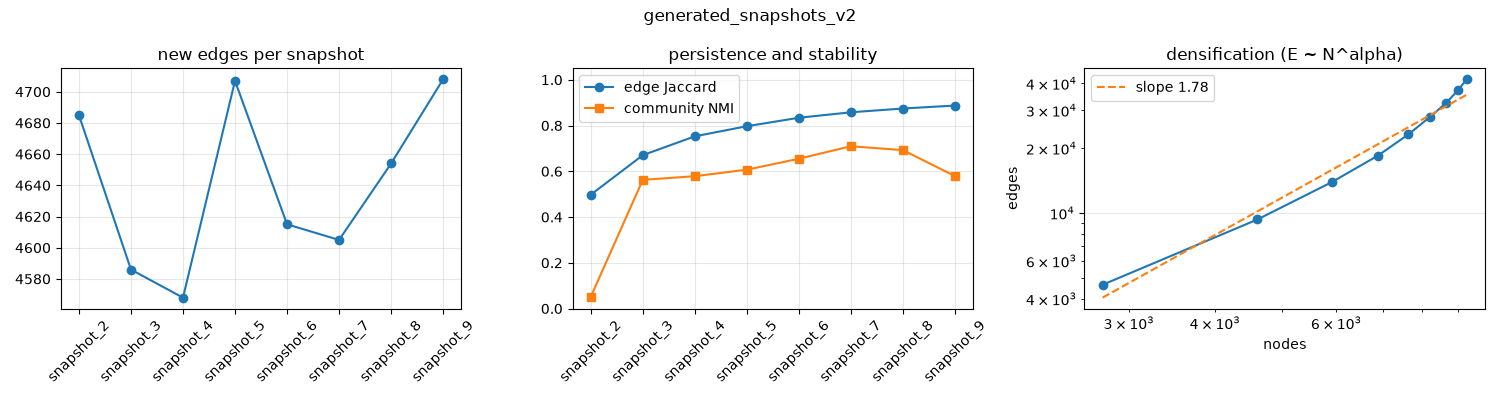 generated_snapshots_v2
new edges per snapshot
4700
4680
4660
4640
4620
4600
4580
snapshot_2
snapshot_3
snapshot_4
snapshot_5
snapshot_6
snapshot_7
snapshot_8
snapshot_9
persistence and stability
edge Jaccard
community NMI
1.0
0.8
0.6
0.4
0.2
0.0
snapshot_2
snapshot_3
snapshot_4
snapshot_5
snapshot_6
snapshot_7
snapshot_8
snapshot_9
densification (E ~ N^alpha)
slope 1.78
edges
4 × 10⁴
3 × 10⁴
2 × 10⁴
10⁴
6 × 10³
4 × 10³
3 × 10³
4 × 10³
6 × 10³
nodes